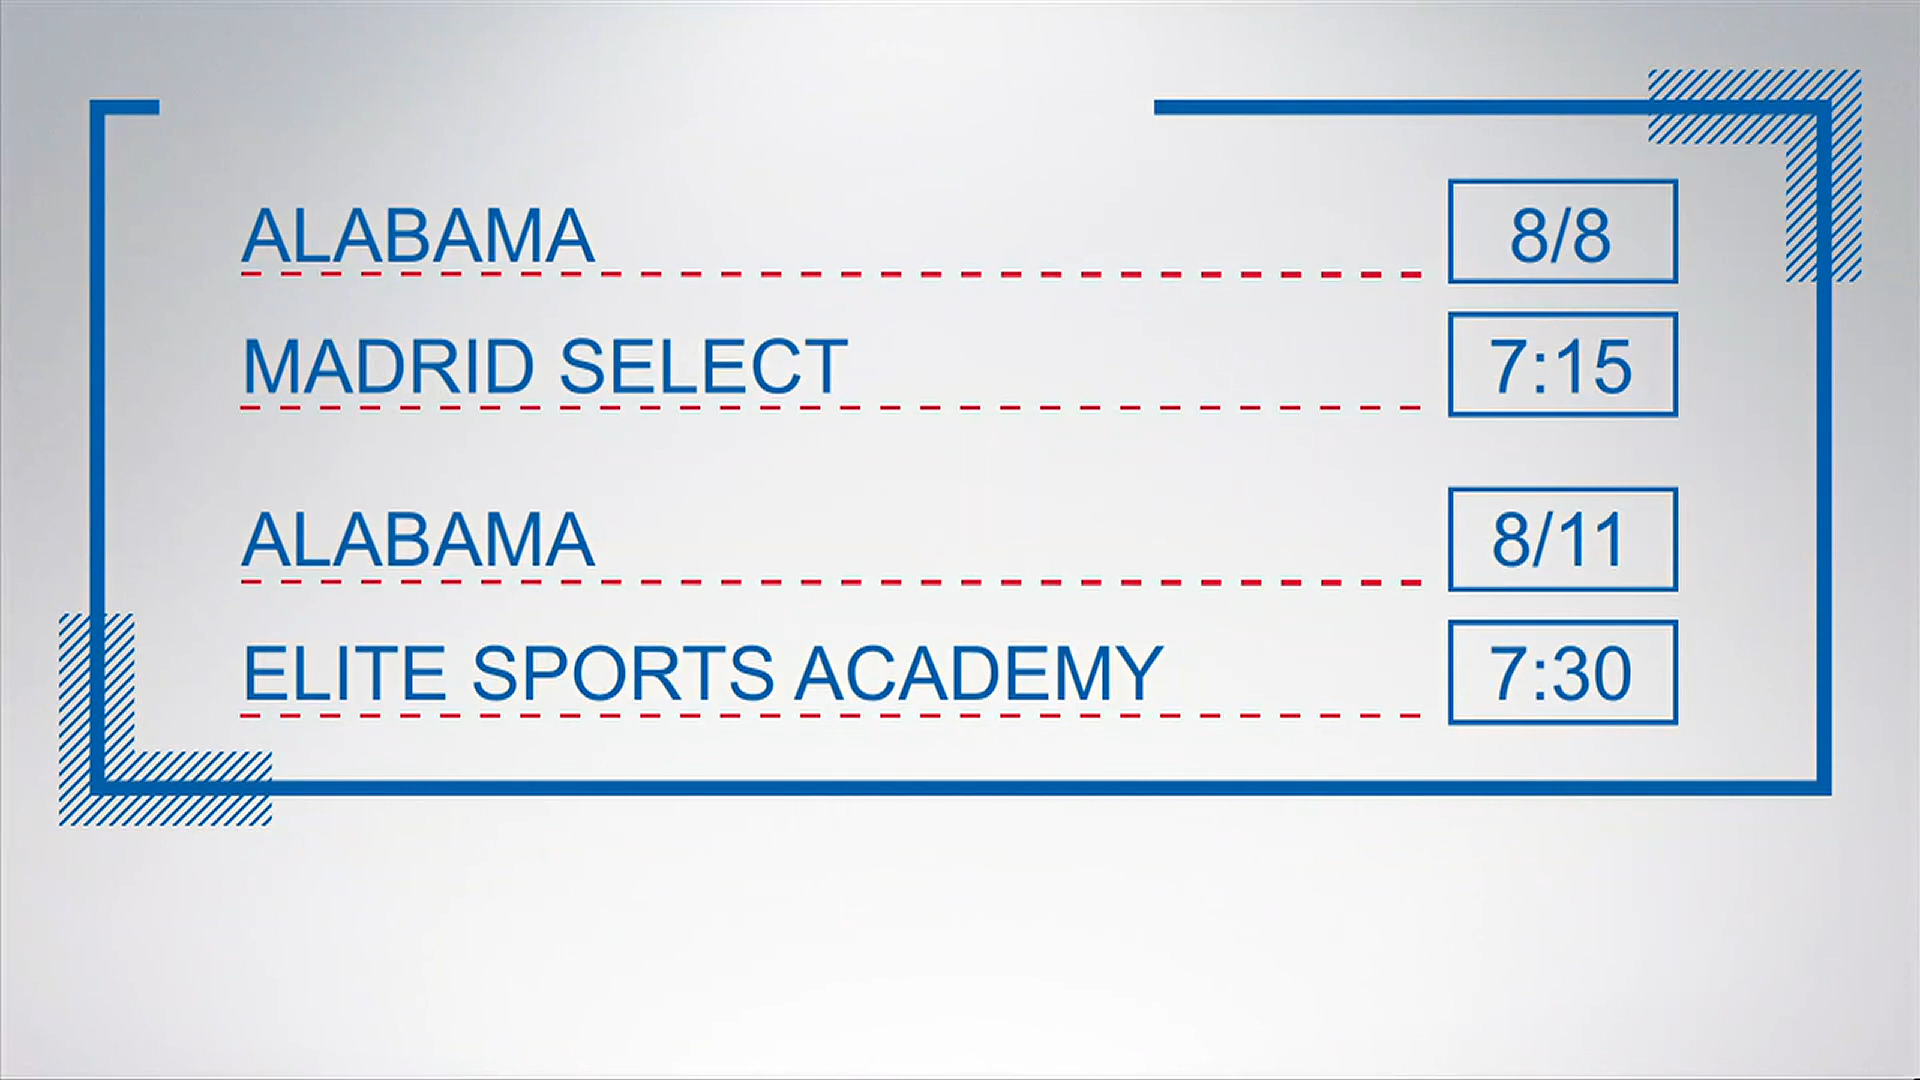 ALABAMA 8/8
MADRID SELECT 7:15
ALABAMA 8/11
ELITE SPORTS ACADEMY 7:30